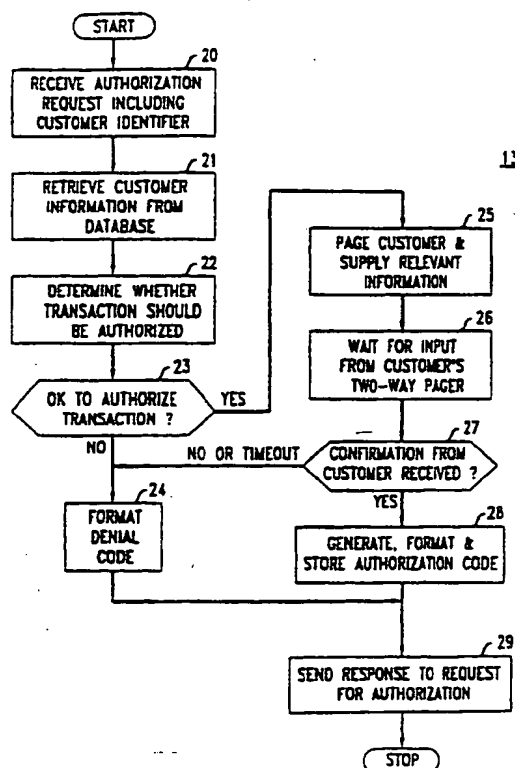 START
20
RECEIVE AUTHORIZATION
REQUEST INCLUDING
CUSTOMER IDENTIFIER
21
RETRIEVE CUSTOMER
INFORMATION FROM
DATABASE
22
DETERMINE WHETHER
TRANSACTION SHOULD
BE AUTHORIZED
23
OK TO AUTHORIZE
TRANSACTION ?
YES
NO
24
FORMAT
DENIAL
CODE
13
25
PAGE CUSTOMER &
SUPPLY RELEVANT
INFORMATION
26
WAIT FOR INPUT
FROM CUSTOMER'S
TWO-WAY PAGER
27
CONFIRMATION FROM
CUSTOMER RECEIVED ?
NO OR TIMEOUT
YES
28
GENERATE, FORMAT &
STORE AUTHORIZATION CODE
29
SEND RESPONSE TO REQUEST
FOR AUTHORIZATION
STOP